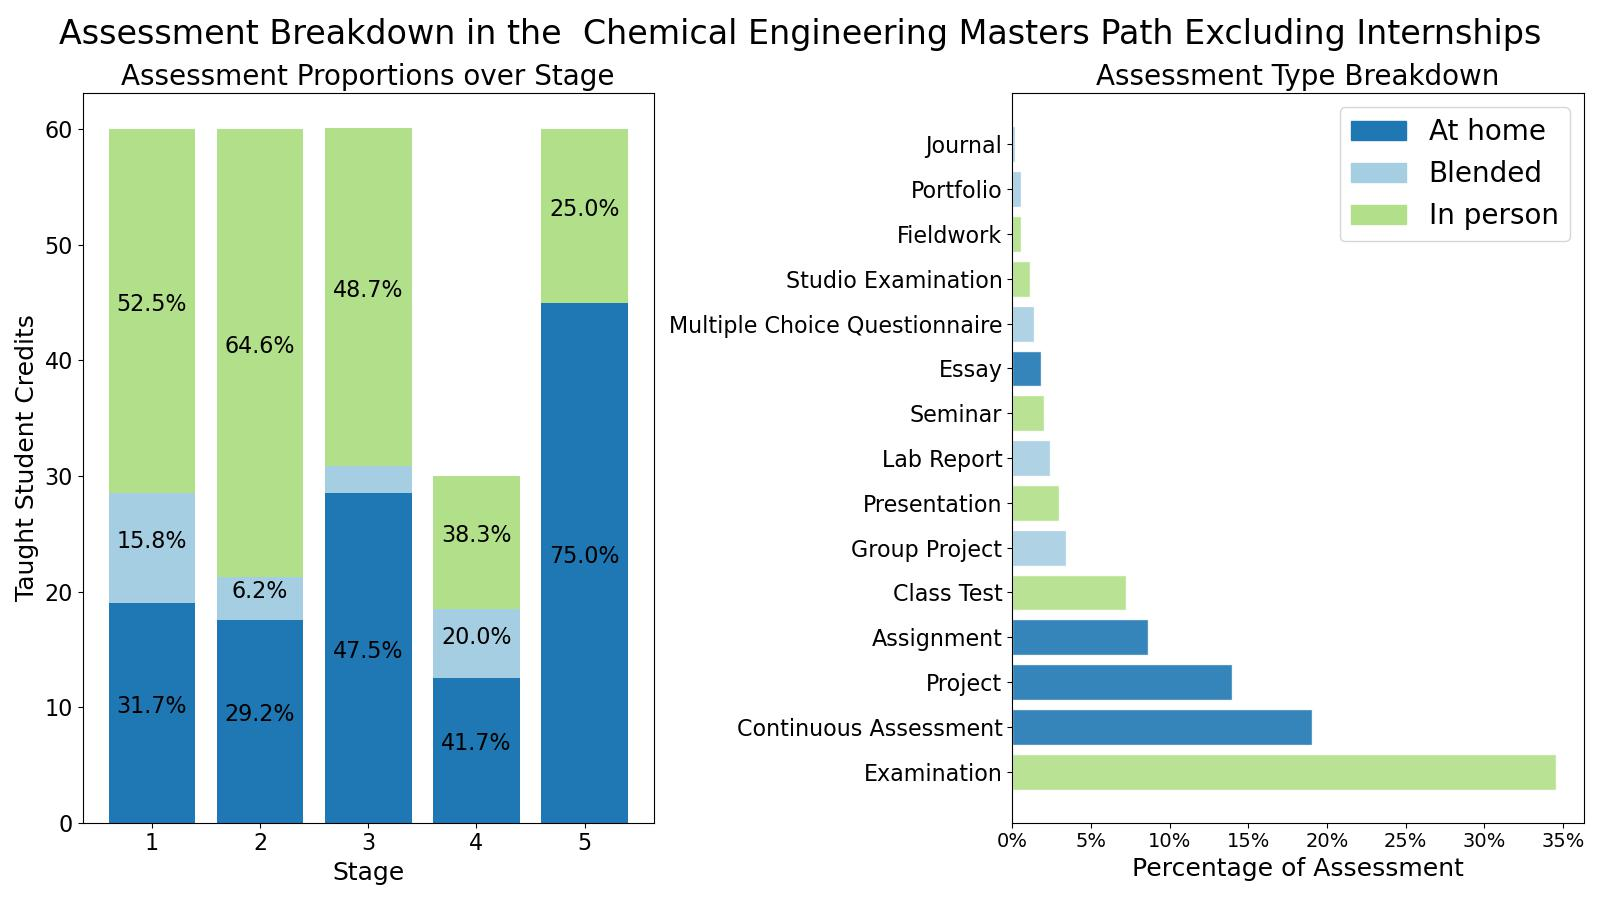 Assessment Breakdown in the  Chemical Engineering Masters Path Excluding Internships
Assessment Proportions over Stage
Taught Student Credits
60
50
40
30
20
10
0
52.5%
15.8%
31.7%
64.6%
6.2%
29.2%
48.7%
47.5%
38.3%
20.0%
41.7%
25.0%
75.0%
1 2 3 4 5
Stage
Assessment Type Breakdown
At home
Blended
In person
Journal
Portfolio
Fieldwork
Studio Examination
Multiple Choice Questionnaire
Essay
Seminar
Lab Report
Presentation
Group Project
Class Test
Assignment
Project
Continuous Assessment
Examination
0% 5% 10% 15% 20% 25% 30% 35%
Percentage of Assessment